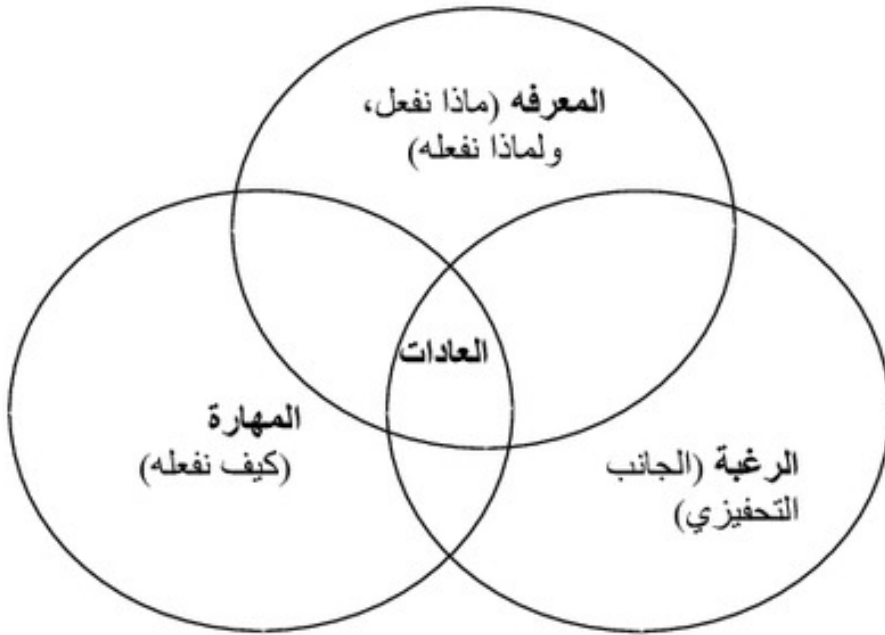 المعرفه (ماذا نفعل،
ولماذا نفعله)
العادات
المهارة
(كيف نفعله)
الرغبة (الجانب
التحفيزي)